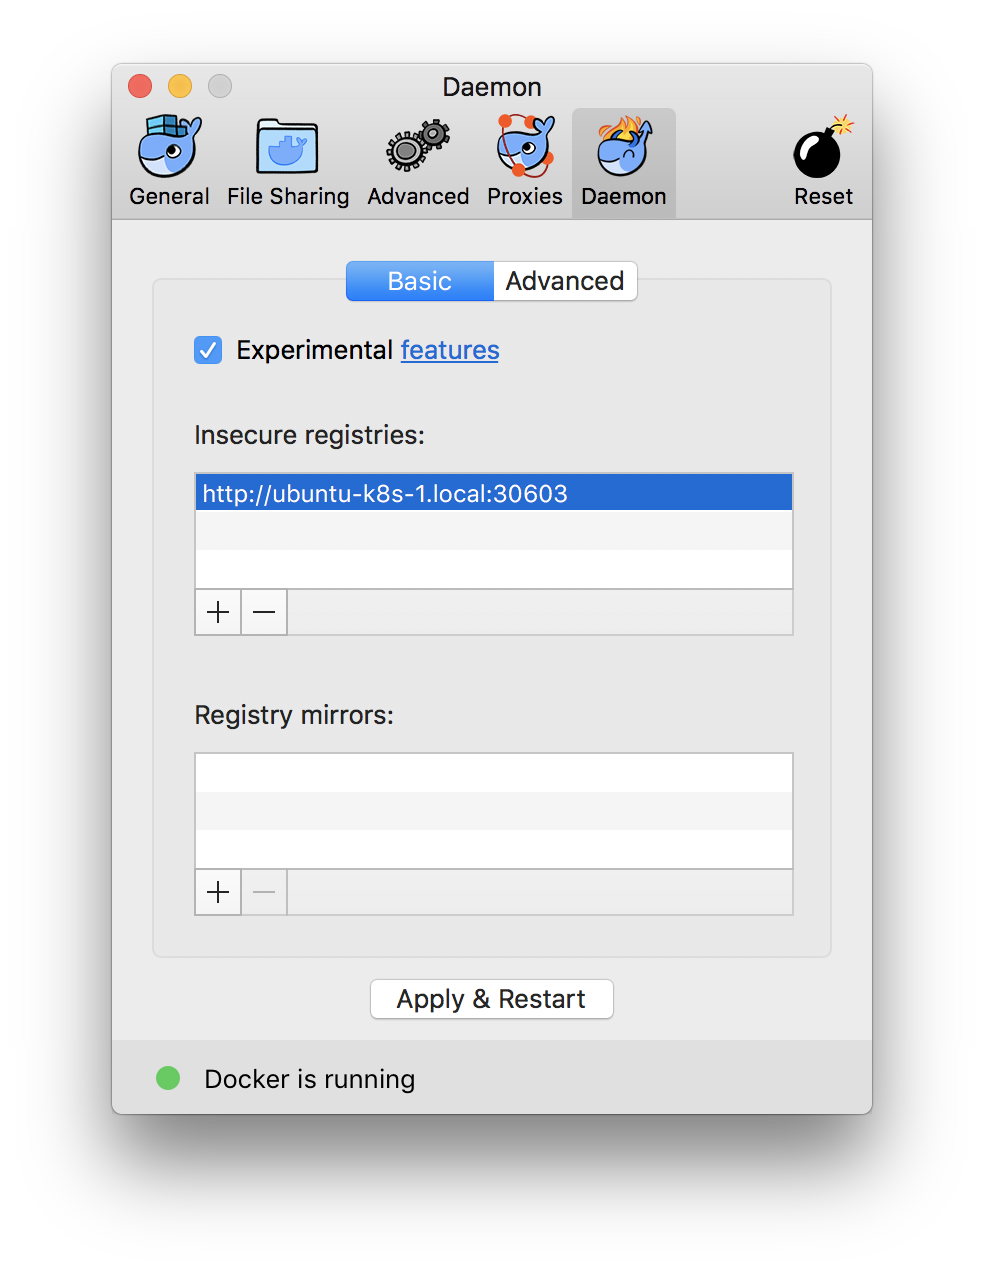 Daemon
General File Sharing Advanced Proxies Daemon Reset
Basic Advanced
Experimental features
Insecure registries:
http://ubuntu-k8s-1.local:30603
Registry mirrors:
Apply & Restart
Docker is running